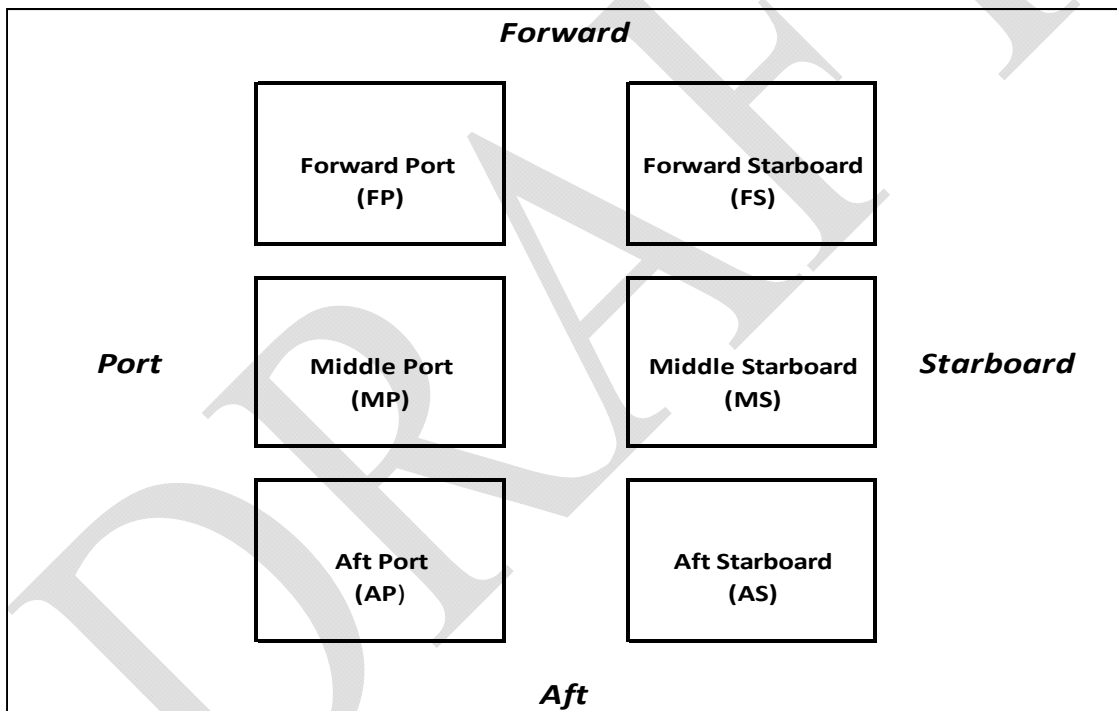 Forward
Forward Port
(FP)
Forward Starboard
(FS)
Port
Middle Port
(MP)
Middle Starboard
(MS)
Starboard
Aft Port
(AP)
Aft Starboard
(AS)
Aft
DRAFT